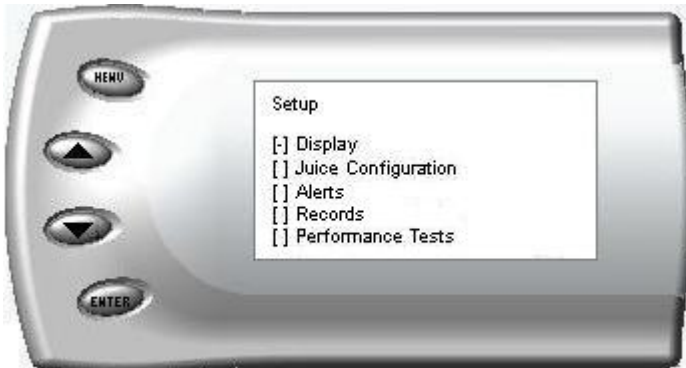 MENU
Setup
[-] Display
[ ] Juice Configuration
[ ] Alerts
[ ] Records
[ ] Performance Tests
ENTER